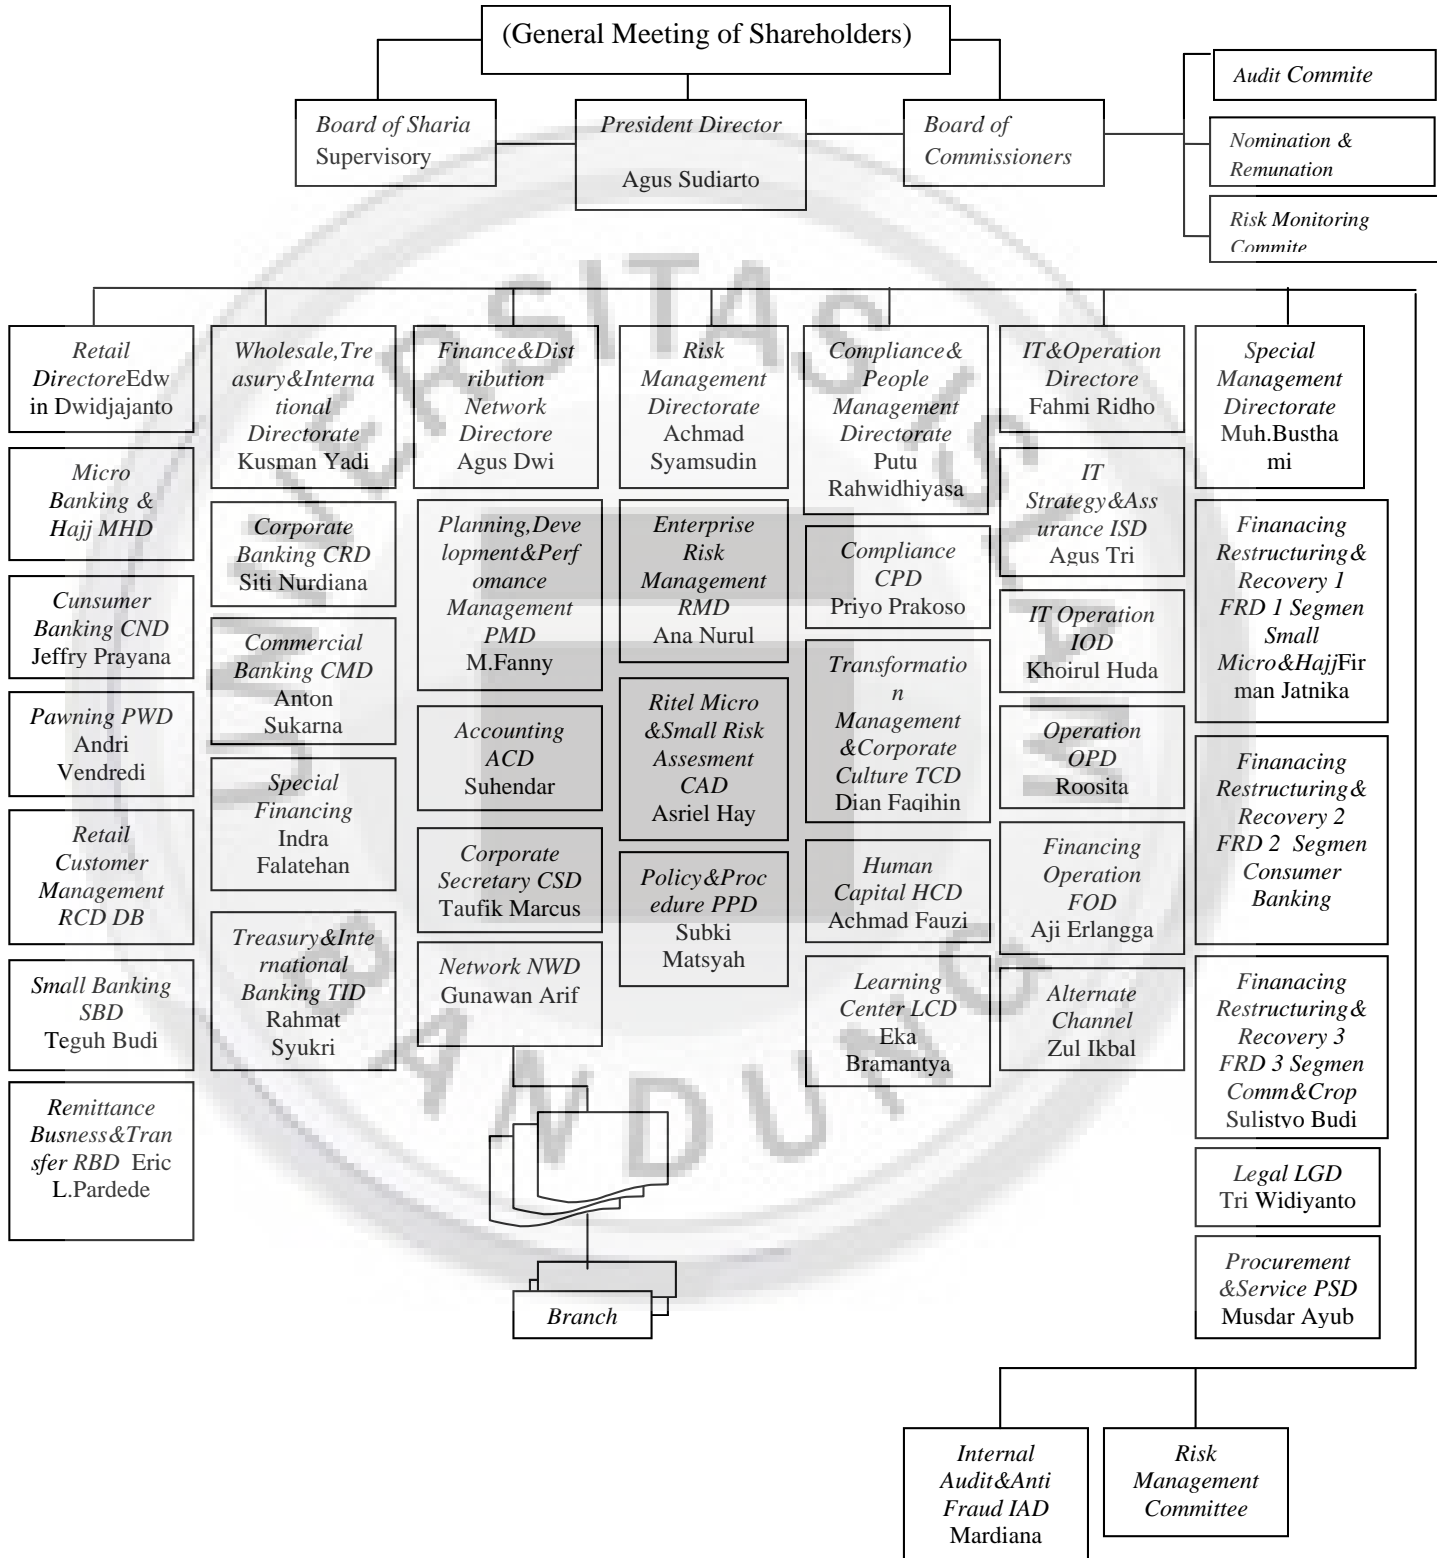 (General Meeting of Shareholders)
Board of Sharia
Supervisory
President Director
Agus Sudiarto
Board of
Commissioners
Audit Commite
Nomination &
Remunation
Risk Monitoring
Commite
Retail
DirectoreEdw
in Dwidjajanto
Micro
Banking &
Hajj MHD
Cunsumer
Banking CND
Jeffry Prayana
Pawning PWD
Andri
Vendredi
Retail
Customer
Management
RCD DB
Small Banking
SBD
Teguh Budi
Remittance
Busness&Tran
sfer RBD Eric
L.Pardede
Wholesale,Tre
asury&Interna
tional
Directorate
Kusman Yadi
Corporate
Banking CRD
Siti Nurdiana
Commercial
Banking CMD
Anton
Sukarna
Special
Financing
Indra
Falatehan
Treasury&Inte
rnational
Banking TID
Rahmat
Syukri
Finance&Dist
ribution
Network
Directore
Agus Dwi
Planning,Deve
lopment&Perf
omance
Management
PMD
M.Fanny
Accounting
ACD
Suhendar
Corporate
Secretary CSD
Taufik Marcus
Network NWD
Gunawan Arif
Branch
Risk
Management
Directorate
Achmad
Syamsudin
Enterprise
Risk
Management
RMD
Ana Nurul
Ritel Micro
&Small Risk
Assesment
CAD
Asriel Hay
Policy&Proc
edure PPD
Subki
Matsyah
Compliance&
People
Management
Directorate
Putu
Rahwidhiyasa
Compliance
CPD
Priyo Prakoso
Transformatio
n
Management
&Corporate
Culture TCD
Dian Faqihin
Human
Capital HCD
Achmad Fauzi
Learning
Center LCD
Eka
Bramantya
IT&Operation
Directore
Fahmi Ridho
IT
Strategy&Ass
urance ISD
Agus Tri
IT Operation
IOD
Khoirul Huda
Operation
OPD
Roosita
Financing
Operation
FOD
Aji Erlangga
Alternate
Channel
Zul Ikbal
Special
Management
Directorate
Muh.Bustha
mi
Finanacing
Restructuring&
Recovery 1
FRD 1 Segmen
Small
Micro&HajjFir
man Jatnika
Finanacing
Restructuring&
Recovery 2
FRD 2 Segmen
Consumer
Banking
Finanacing
Restructuring&
Recovery 3
FRD 3 Segmen
Comm&Crop
Sulistyo Budi
Legal LGD
Tri Widiyanto
Procurement
&Service PSD
Musdar Ayub
Internal
Audit&Anti
Fraud IAD
Mardiana
Risk
Management
Committee
UNIVERSITAS ISLAM
BANDUNG